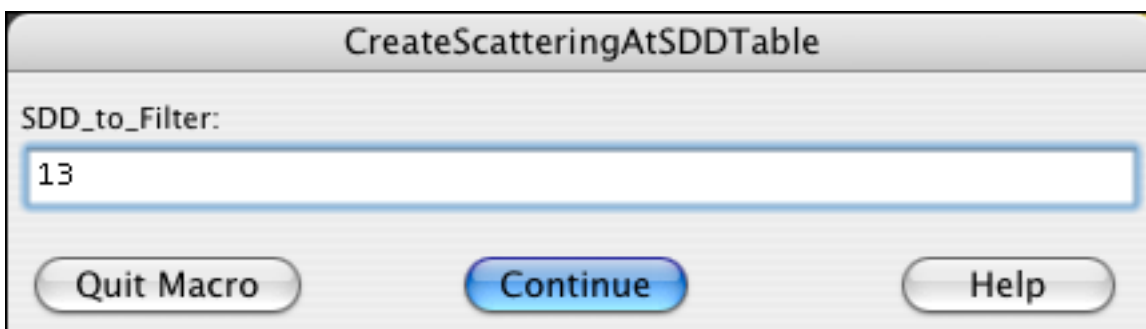 CreateScatteringAtSDDTable
SDD_to_Filter:
13
Quit Macro Continue Help